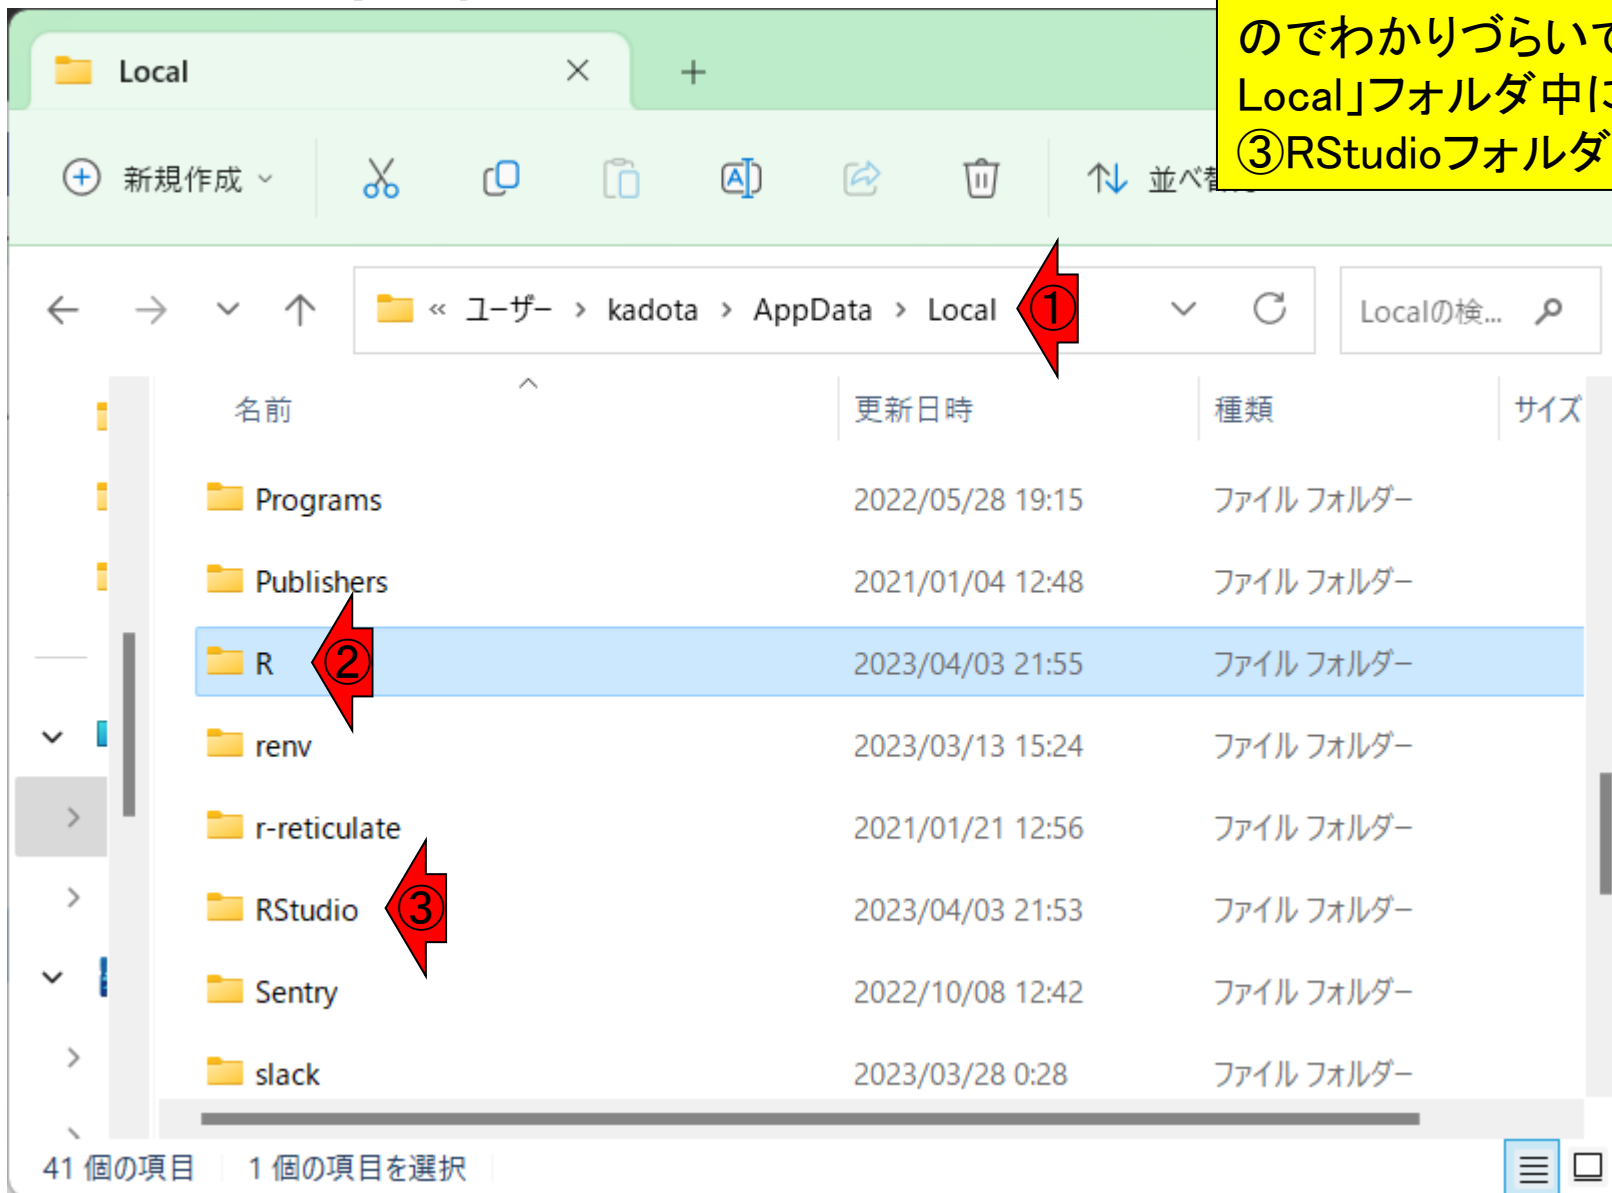 のでわかりづらいで
Local」フォルダ中に
③RStudioフォルダ
Local
新規作成
並べ替え
« ユーザー > kadota > AppData > Local
①
Localの検...
名前 更新日時 種類 サイズ
Programs 2022/05/28 19:15 ファイル フォルダー
Publishers 2021/01/04 12:48 ファイル フォルダー
R ② 2023/04/03 21:55 ファイル フォルダー
renv 2023/03/13 15:24 ファイル フォルダー
r-reticulate 2021/01/21 12:56 ファイル フォルダー
RStudio ③ 2023/04/03 21:53 ファイル フォルダー
Sentry 2022/10/08 12:42 ファイル フォルダー
slack 2023/03/28 0:28 ファイル フォルダー
41 個の項目 1 個の項目を選択